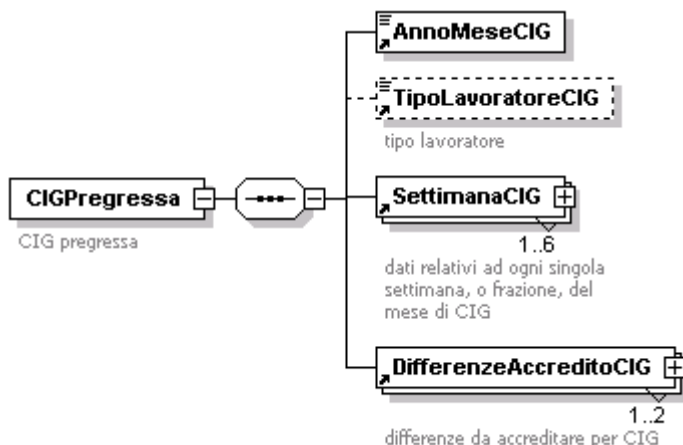 AnnoMeseCIG
TipoLavoratoreCIG
tipo lavoratore
CIGPregressa
CIG pregressa
SettimanaCIG
1..6
dati relativi ad ogni singola
settimana, o frazione, del
mese di CIG
DifferenzeAccreditoCIG
1..2
differenze da accreditare per CIG